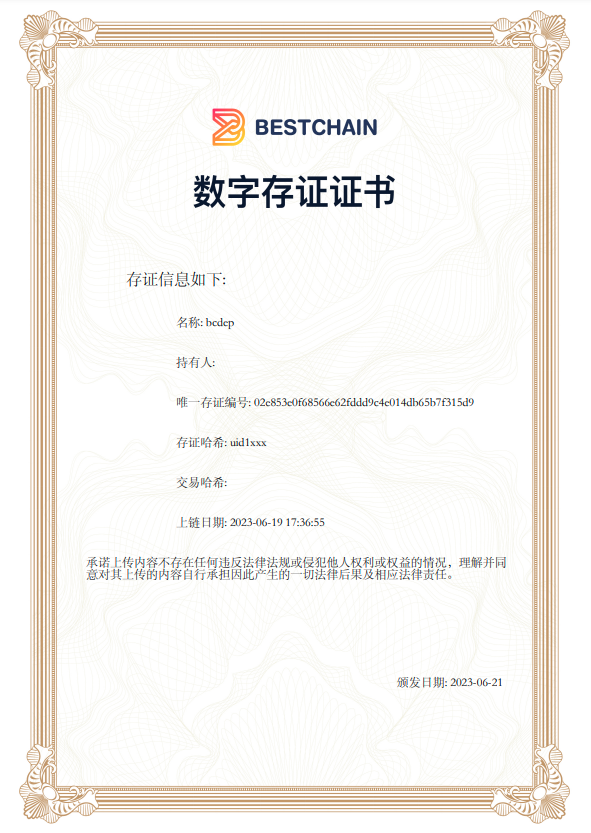 BESTCHAIN
数字存证证书
存证信息如下:
名称: bcdep
持有人:
唯一存证编号: 02e853e0f68566e62fddd9c4e014db65b7f315d9
存证哈希: uid1xxx
交易哈希:
上链日期: 2023-06-19 17:36:55
承诺上传内容不存在任何违反法律法规或侵犯他人权利或权益的情况，理解并同
意对其上传的内容自行承担因此产生的一切法律后果及相应法律责任。
颁发日期: 2023-06-21